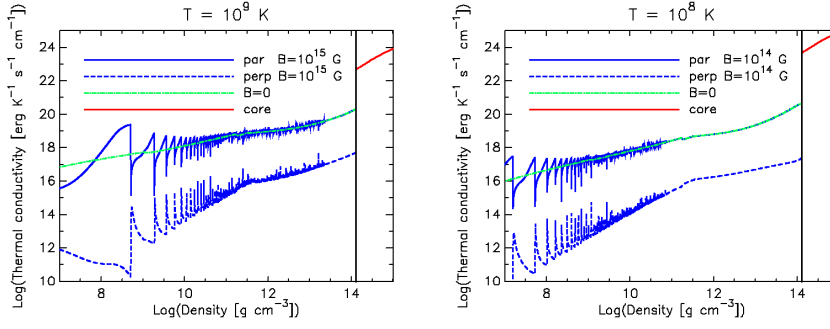 T = 10⁹ K
Log(Thermal conductivity [erg K⁻¹ s⁻¹ cm⁻¹])
24
22
20
18
16
14
12
10
par B=10¹⁵ G
perp B=10¹⁵ G
B=0
core
8
10
12
14
Log(Density [g cm⁻³])
T = 10⁸ K
Log(Thermal conductivity [erg K⁻¹ s⁻¹ cm⁻¹])
24
22
20
18
16
14
12
10
par B=10¹⁴ G
perp B=10¹⁴ G
B=0
core
8
10
12
14
Log(Density [g cm⁻³])